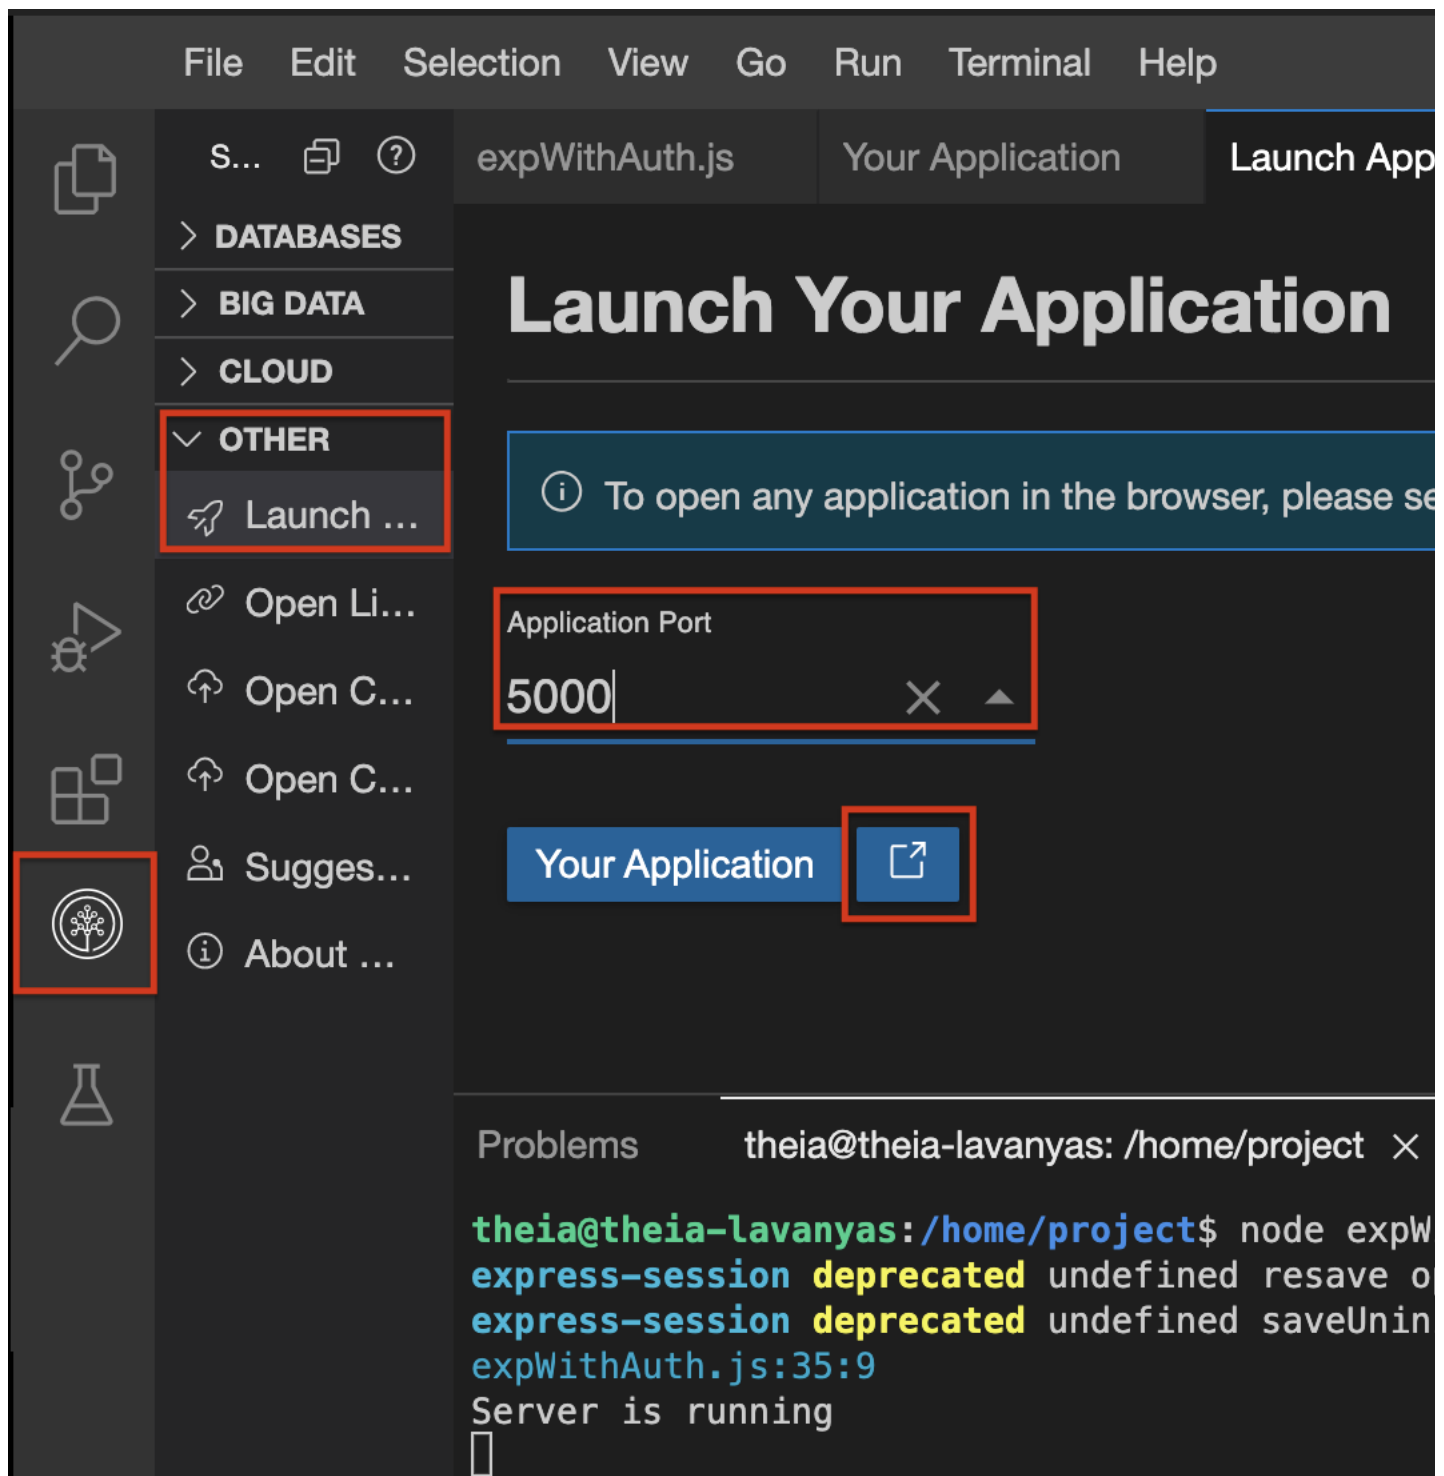 File Edit Selection View Go Run Terminal Help
S...
expWithAuth.js
Your Application
Launch App
DATABASES
BIG DATA
CLOUD
OTHER
Launch ...
Open Li...
Open C...
Open C...
Sugges...
About ...
Launch Your Application
To open any application in the browser, please se
Application Port
5000
Your Application
Problems
theia@theia-lavanyas: /home/project
theia@theia-lavanyas:/home/project$ node expW
express-session deprecated undefined resave op
express-session deprecated undefined saveUnin
expWithAuth.js:35:9
Server is running